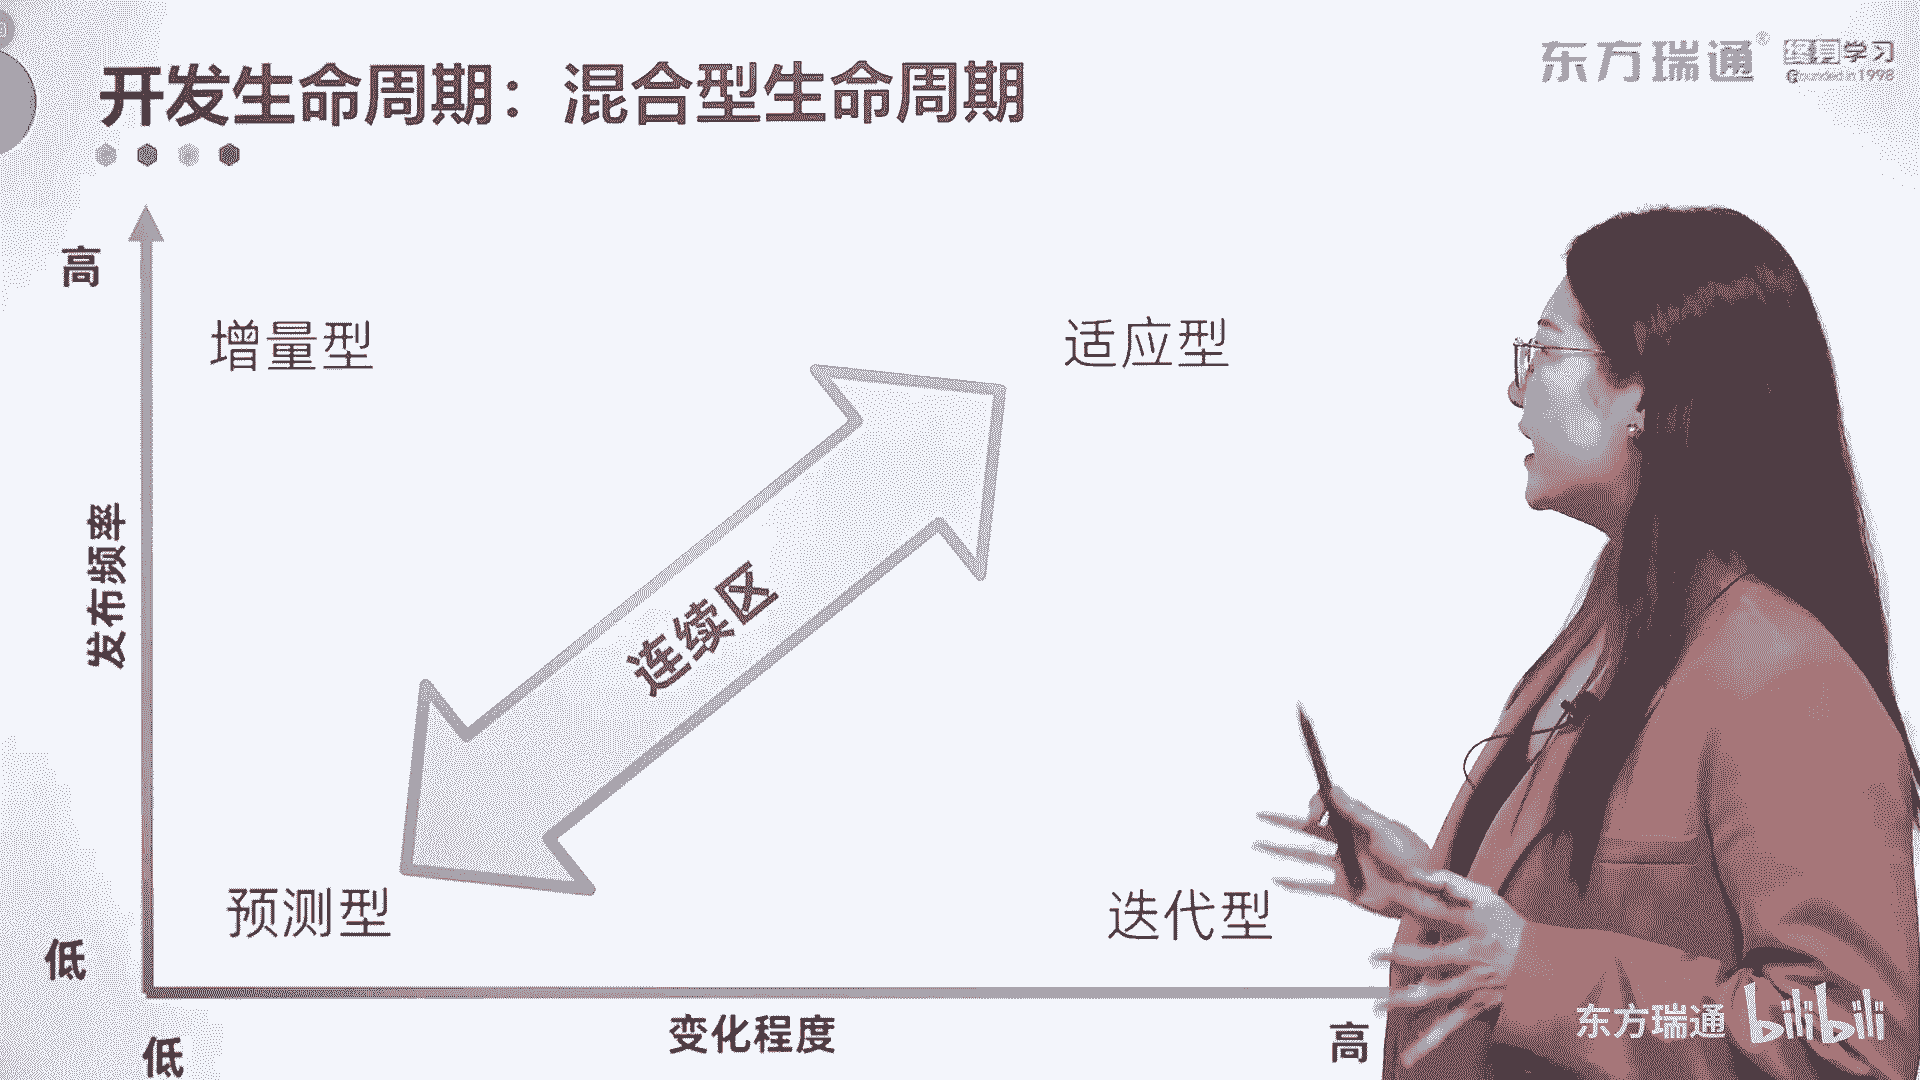 开发生命周期：混合型生命周期
东方瑞通®
终身学习
Founded in 1998
高
增量型
适应型
发布频率
连续区
预测型
迭代型
低
低
变化程度
高
东方瑞通
bilibili